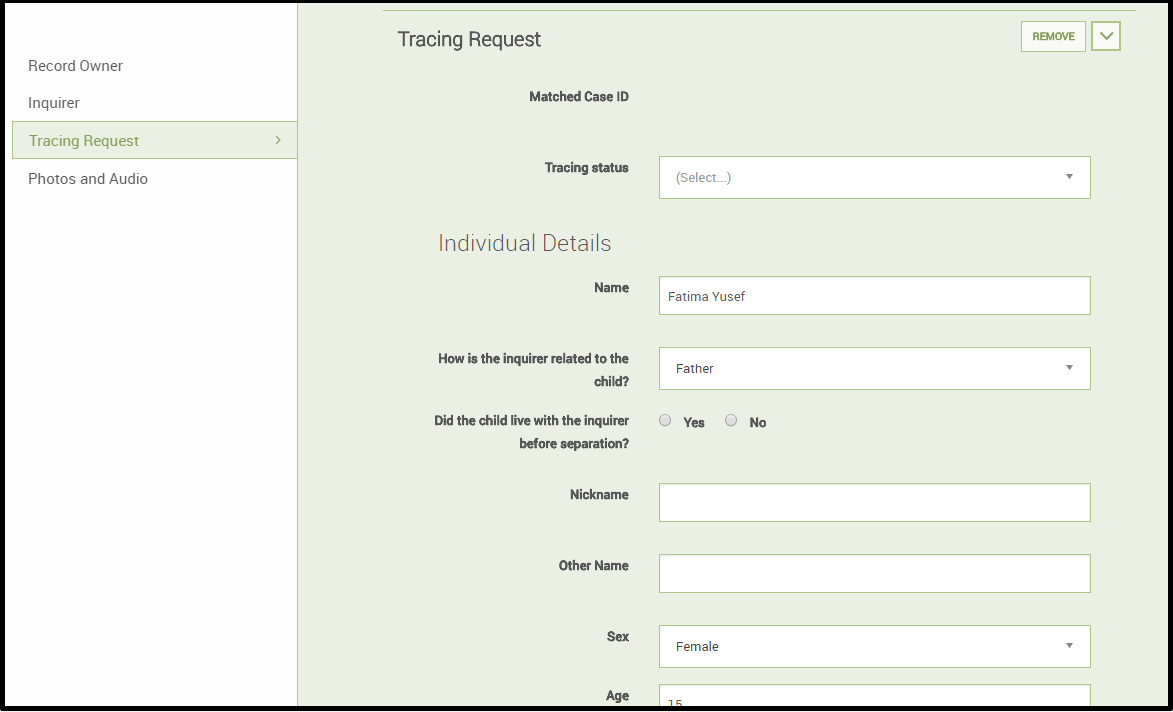 Record Owner
Inquirer
Tracing Request
Photos and Audio
Tracing Request
REMOVE
Matched Case ID
Tracing status
(Select...)
Individual Details
Name
Fatima Yusef
How is the inquirer related to the
child?
Father
Did the child live with the inquirer
before separation?
Yes
No
Nickname
Other Name
Sex
Female
Age
15